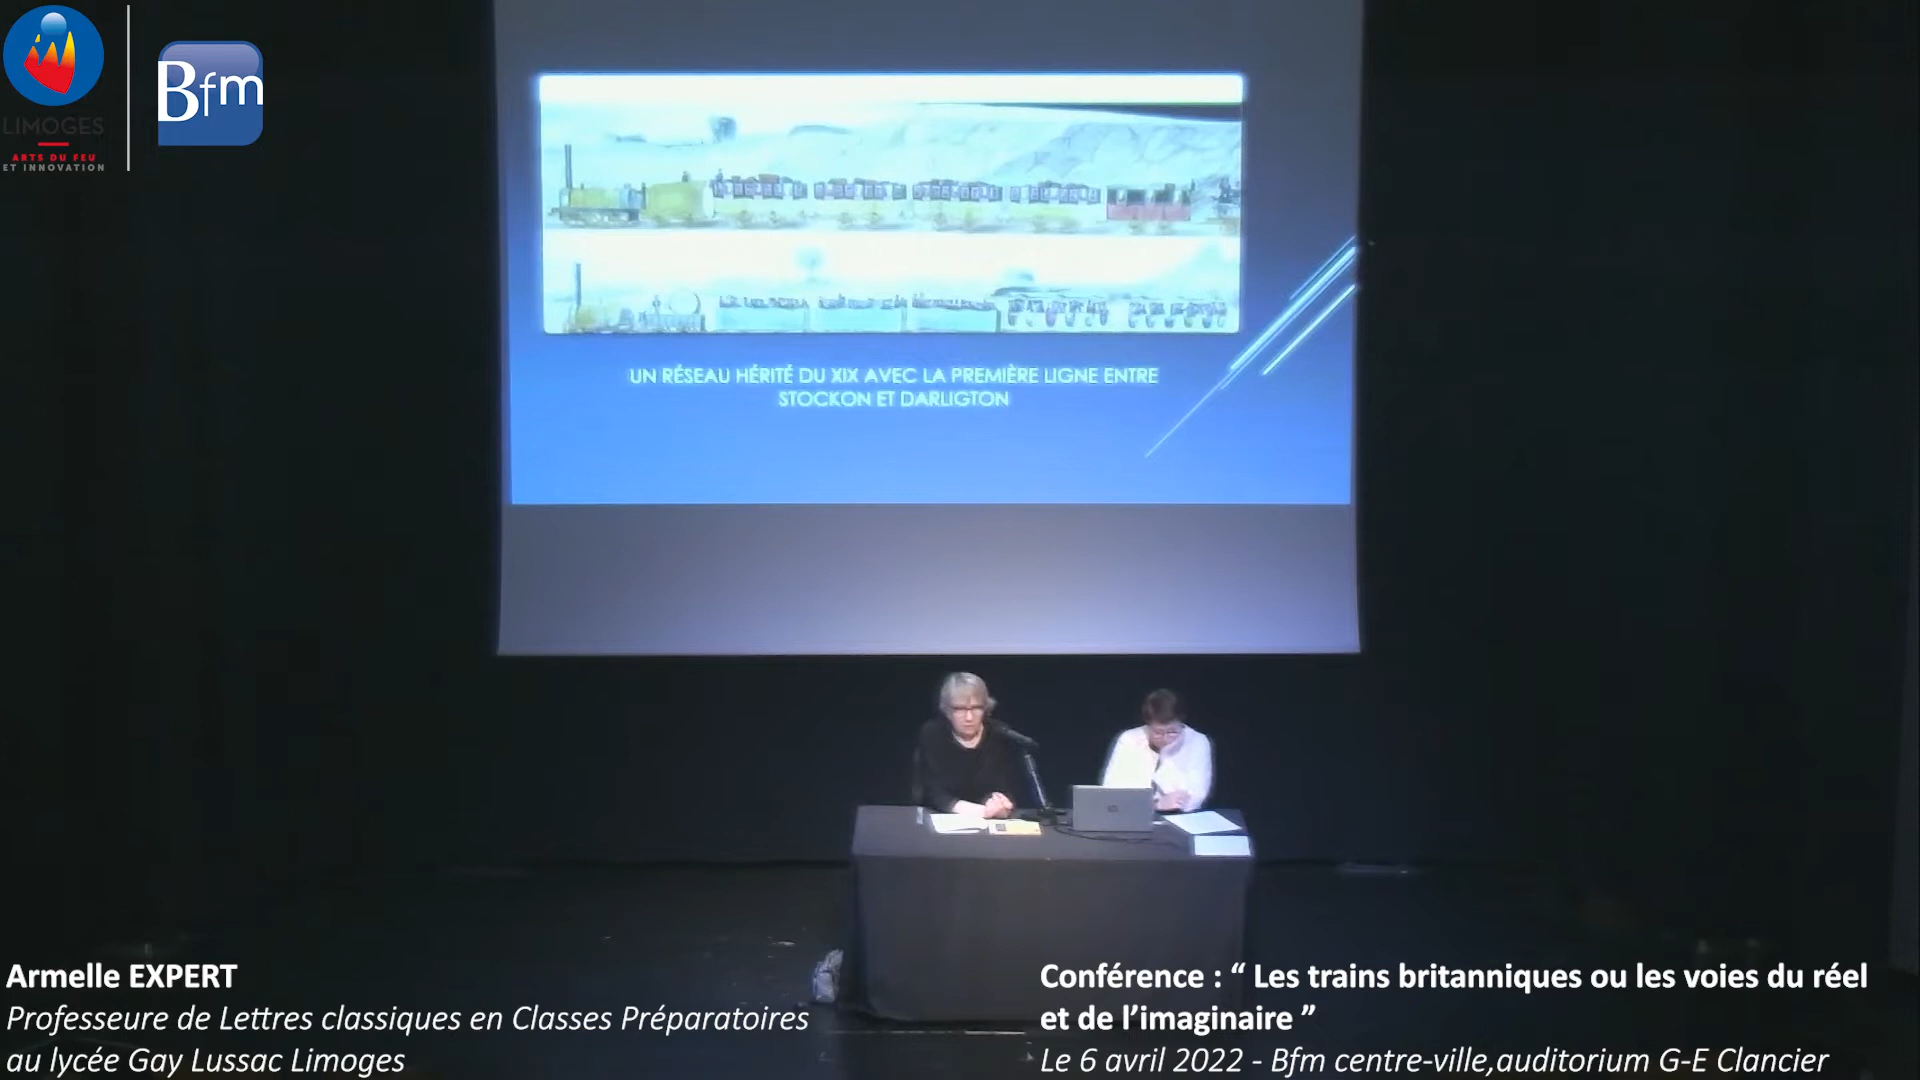 LIMOGES
ARTS DU FEU
ET INNOVATION
Bfm
UN RÉSEAU HÉRITÉ DU XIX AVEC LA PREMIÈRE LIGNE ENTRE
STOCKON ET DARLIGTON
Armelle EXPERT
Professeure de Lettres classiques en Classes Préparatoires
au lycée Gay Lussac Limoges
Conférence : “ Les trains britanniques ou les voies du réel
et de l’imaginaire ”
Le 6 avril 2022 - Bfm centre-ville,auditorium G-E Clancier